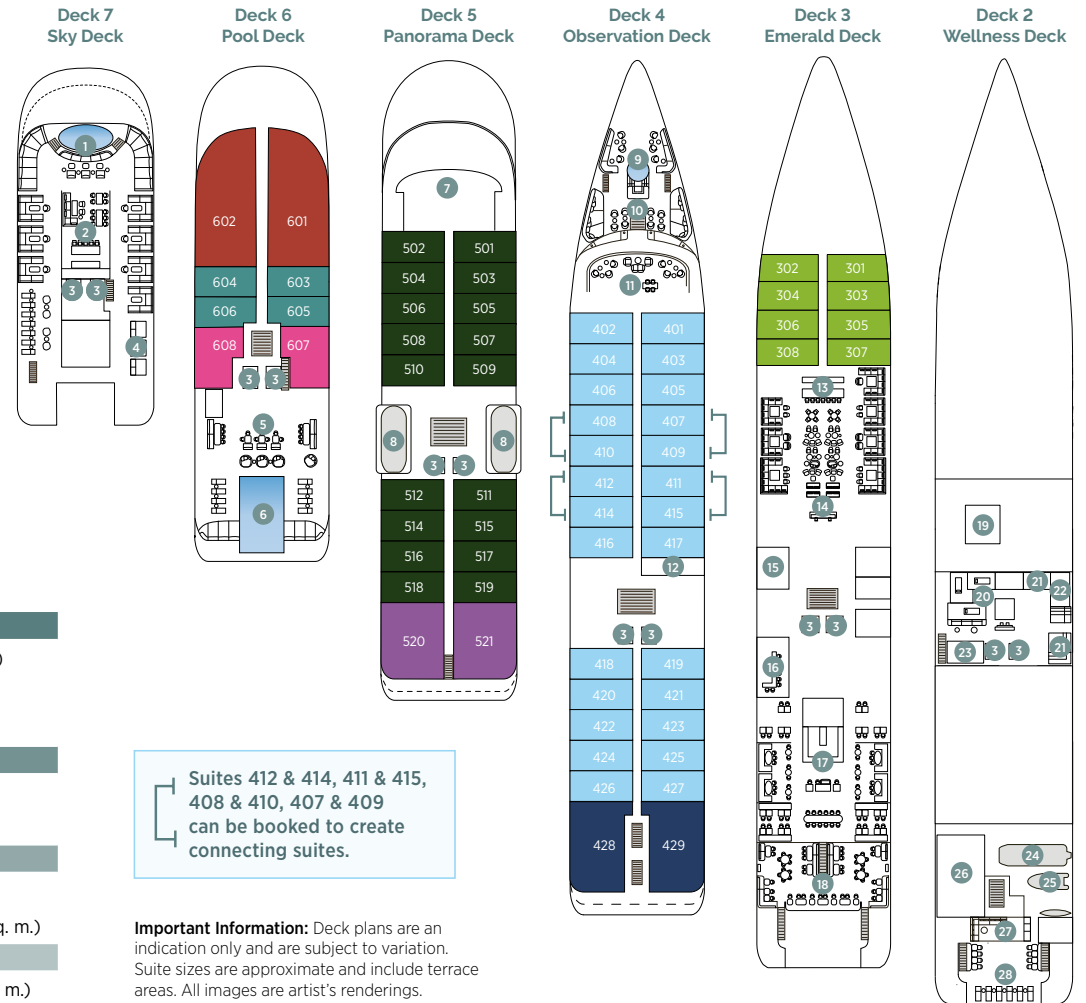 Deck 7
Sky Deck
Deck 6
Pool Deck
Deck 5
Panorama Deck
Deck 4
Observation Deck
Deck 3
Emerald Deck
Deck 2
Wellness Deck
1
2
3 3
4
602 601
604 603
606 605
608 607
3 3
5
6
7
502 501
504 503
506 505
508 507
510 509
8 8
3 3
512 511
514 515
516 517
518 519
520 521
9
10
11
402 401
404 403
406 405
408 407
410 409
412 411
414 415
416 417
12
3 3
418 419
420 421
422 423
424 425
426 427
428 429
302 301
304 303
306 305
308 307
13
14
15
3 3
16
17
18
19
20 21 22
23 3 3 21
24
25
26
27
28
)
q. m.)
m.)
Suites 412 & 414, 411 & 415,
408 & 410, 407 & 409
can be booked to create
connecting suites.
Important Information: Deck plans are an
indication only and are subject to variation.
Suite sizes are approximate and include terrace
areas. All images are artist's renderings.